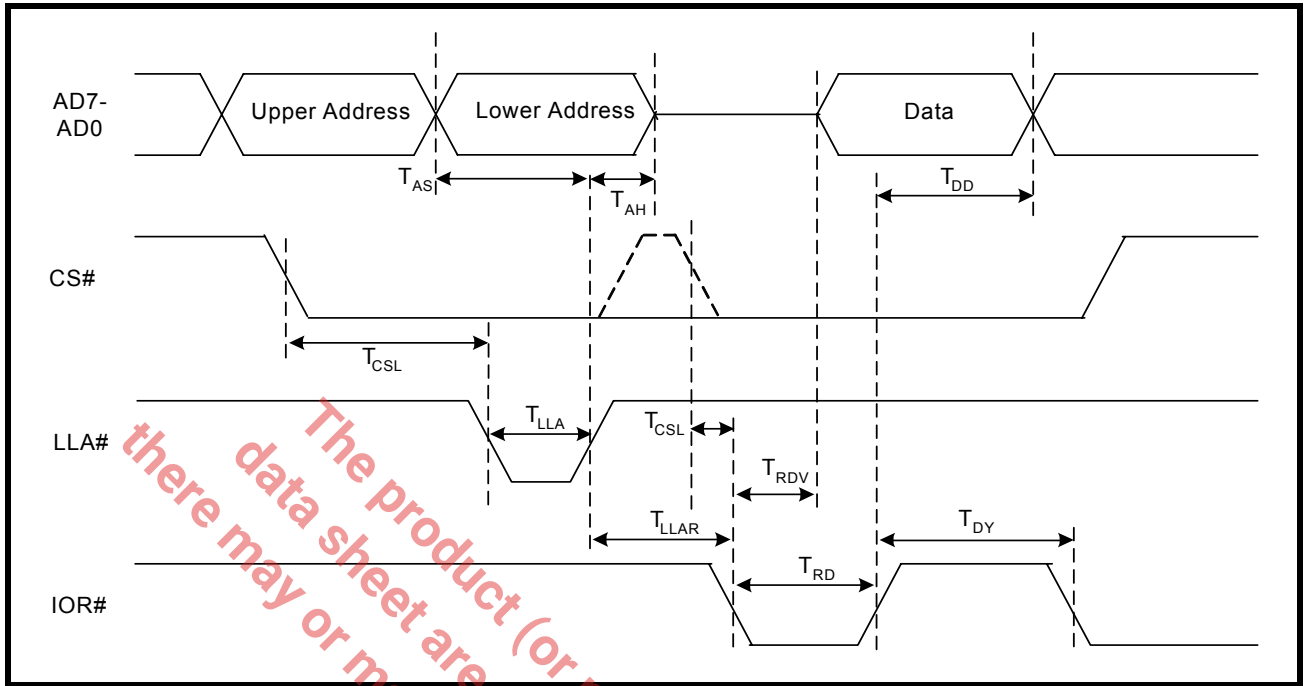 AD7-
AD0
Upper Address
Lower Address
Data
TAS
TAH
TDD
CS#
TCSL
LLA#
TLLA
TCSL
TRDV
TLLAR
TDY
TRD
IOR#
The product (or
data sheet are
there may or m